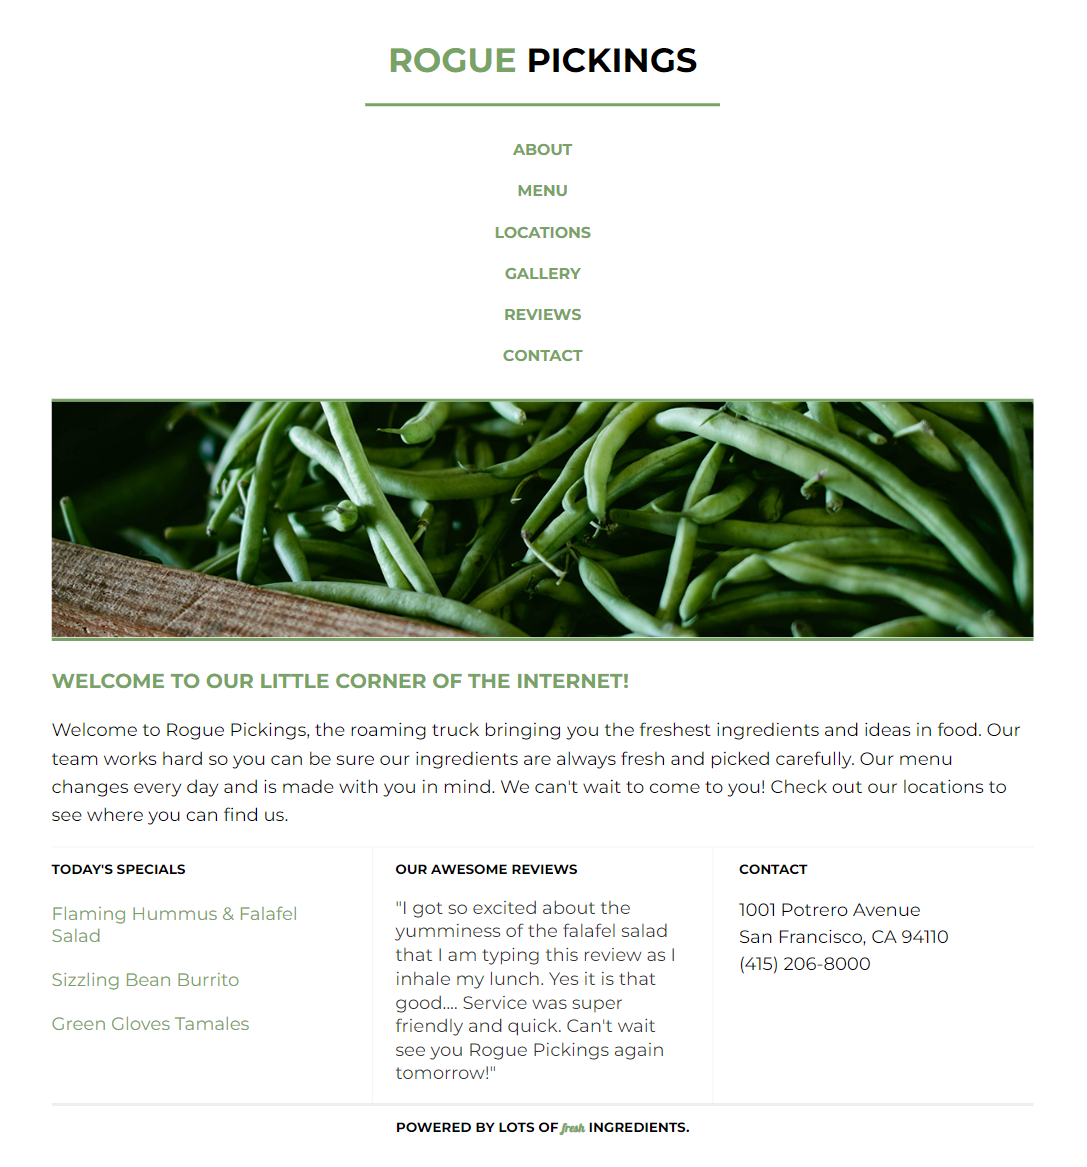 ROGUE PICKINGS
ABOUT
MENU
LOCATIONS
GALLERY
REVIEWS
CONTACT
WELCOME TO OUR LITTLE CORNER OF THE INTERNET!
Welcome to Rogue Pickings, the roaming truck bringing you the freshest ingredients and ideas in food. Our
team works hard so you can be sure our ingredients are always fresh and picked carefully. Our menu
changes every day and is made with you in mind. We can't wait to come to you! Check out our locations to
see where you can find us.
TODAY'S SPECIALS
Flaming Hummus & Falafel
Salad
Sizzling Bean Burrito
Green Gloves Tamales
OUR AWESOME REVIEWS
"I got so excited about the
yumminess of the falafel salad
that I am typing this review as I
inhale my lunch. Yes it is that
good.... Service was super
friendly and quick. Can't wait
see you Rogue Pickings again
tomorrow!"
CONTACT
1001 Potrero Avenue
San Francisco, CA 94110
(415) 206-8000
POWERED BY LOTS OF fresh INGREDIENTS.